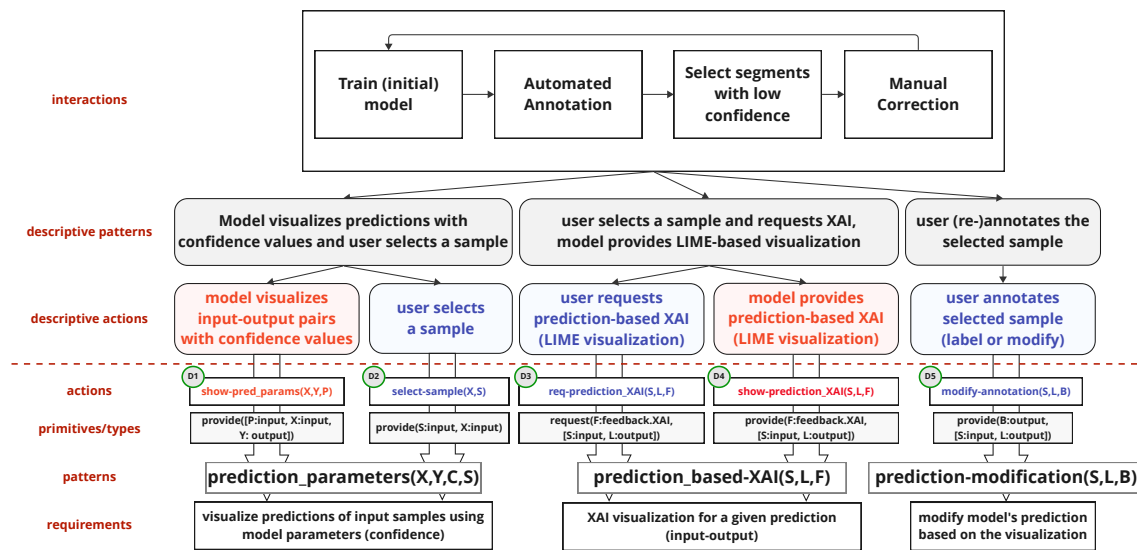 interactions
Train (initial)
model
Automated
Annotation
Select segments
with low
confidence
Manual
Correction
descriptive patterns
Model visualizes predictions with
confidence values and user selects a sample
user selects a sample and requests XAI,
model provides LIME-based visualization
user (re-)annotates the
selected sample
descriptive actions
model visualizes
input-output pairs
with confidence values
user selects
a sample
user requests
prediction-based XAI
(LIME visualization)
model provides
prediction-based XAI
(LIME visualization)
user annotates
selected sample
(label or modify)
actions
D1
show-pred_params(X,Y,P)
D2
select-sample(X,S)
D3
req-prediction_XAI(S,L,F)
D4
show-prediction_XAI(S,L,F)
D5
modify-annotation(S,L,B)
primitives/types
provide([P:input, X:input,
Y: output])
provide(S:input, X:input)
request(F:feedback.XAI,
[S:input, L:output])
provide(F:feedback.XAI,
[S:input, L:output])
provide(B:output,
[S:input, L:output])
patterns
prediction_parameters(X,Y,C,S)
prediction_based-XAI(S,L,F)
prediction-modification(S,L,B)
requirements
visualize predictions of input samples using
model parameters (confidence)
XAI visualization for a given prediction
(input-output)
modify model's prediction
based on the visualization